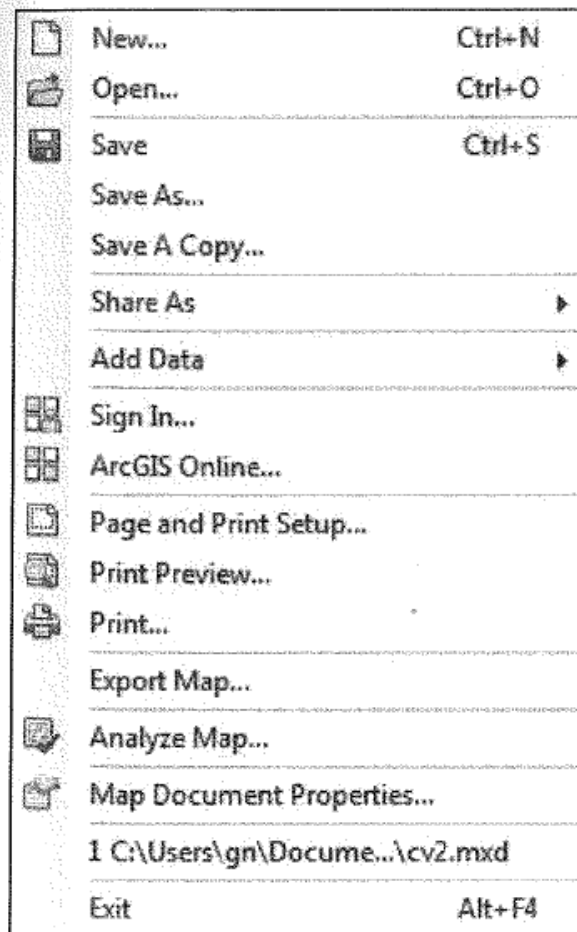 New... Ctrl+N
Open... Ctrl+O
Save Ctrl+S
Save As...
Save A Copy...
Share As
Add Data
Sign In...
ArcGIS Online...
Page and Print Setup...
Print Preview...
Print...
Export Map...
Analyze Map...
Map Document Properties...
1 C:\Users\gn\Docume...\cv2.mxd
Exit Alt+F4